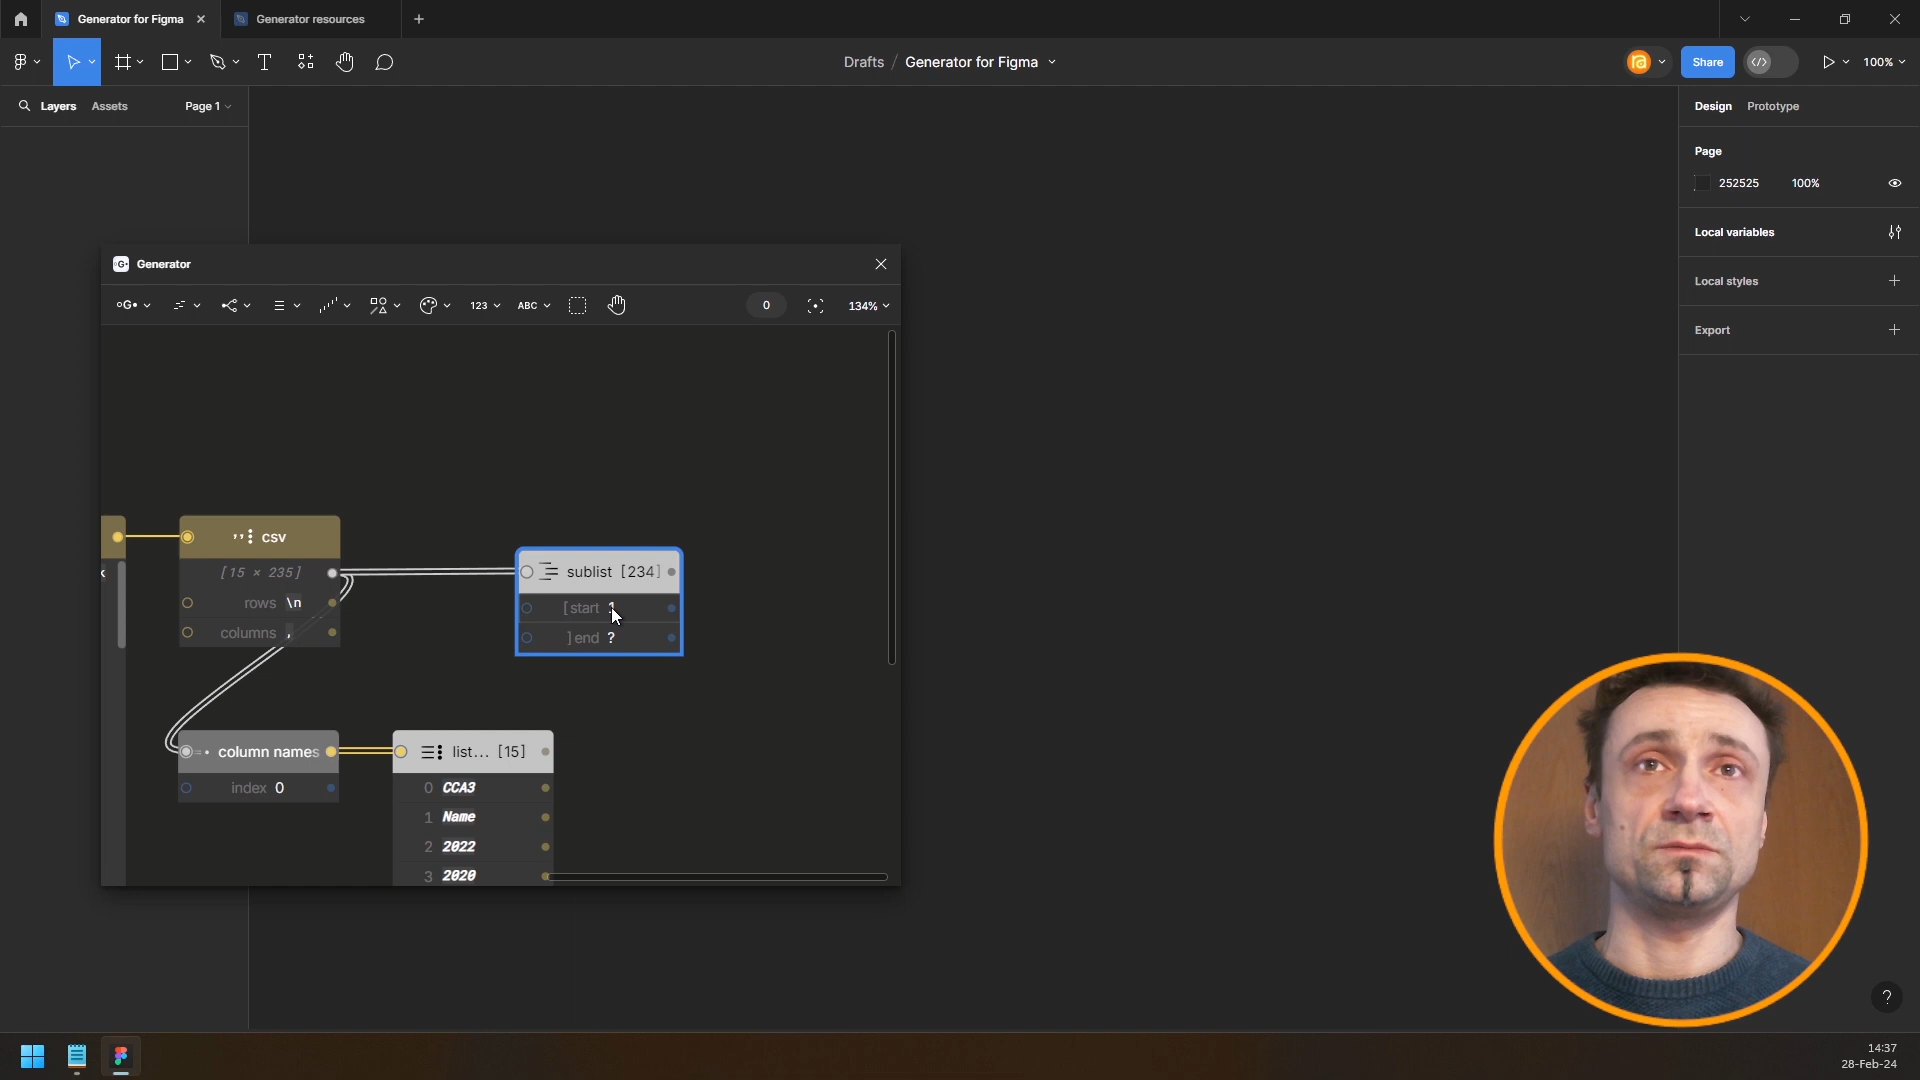 Generator for Figma
Generator resources
Drafts / Generator for Figma
Share
100%
Layers
Assets
Page 1
Design
Prototype
Page
252525
100%
Local variables
Local styles
Export
G
Generator
G
123
ABC
0
134%
,, csv
[15 × 235]
rows \n
columns ,
sublist [234]
[ start 1
] end ?
column names
index 0
list... [15]
0 CCA3
1 Name
2 2022
3 2020
?
14:37
28-Feb-24